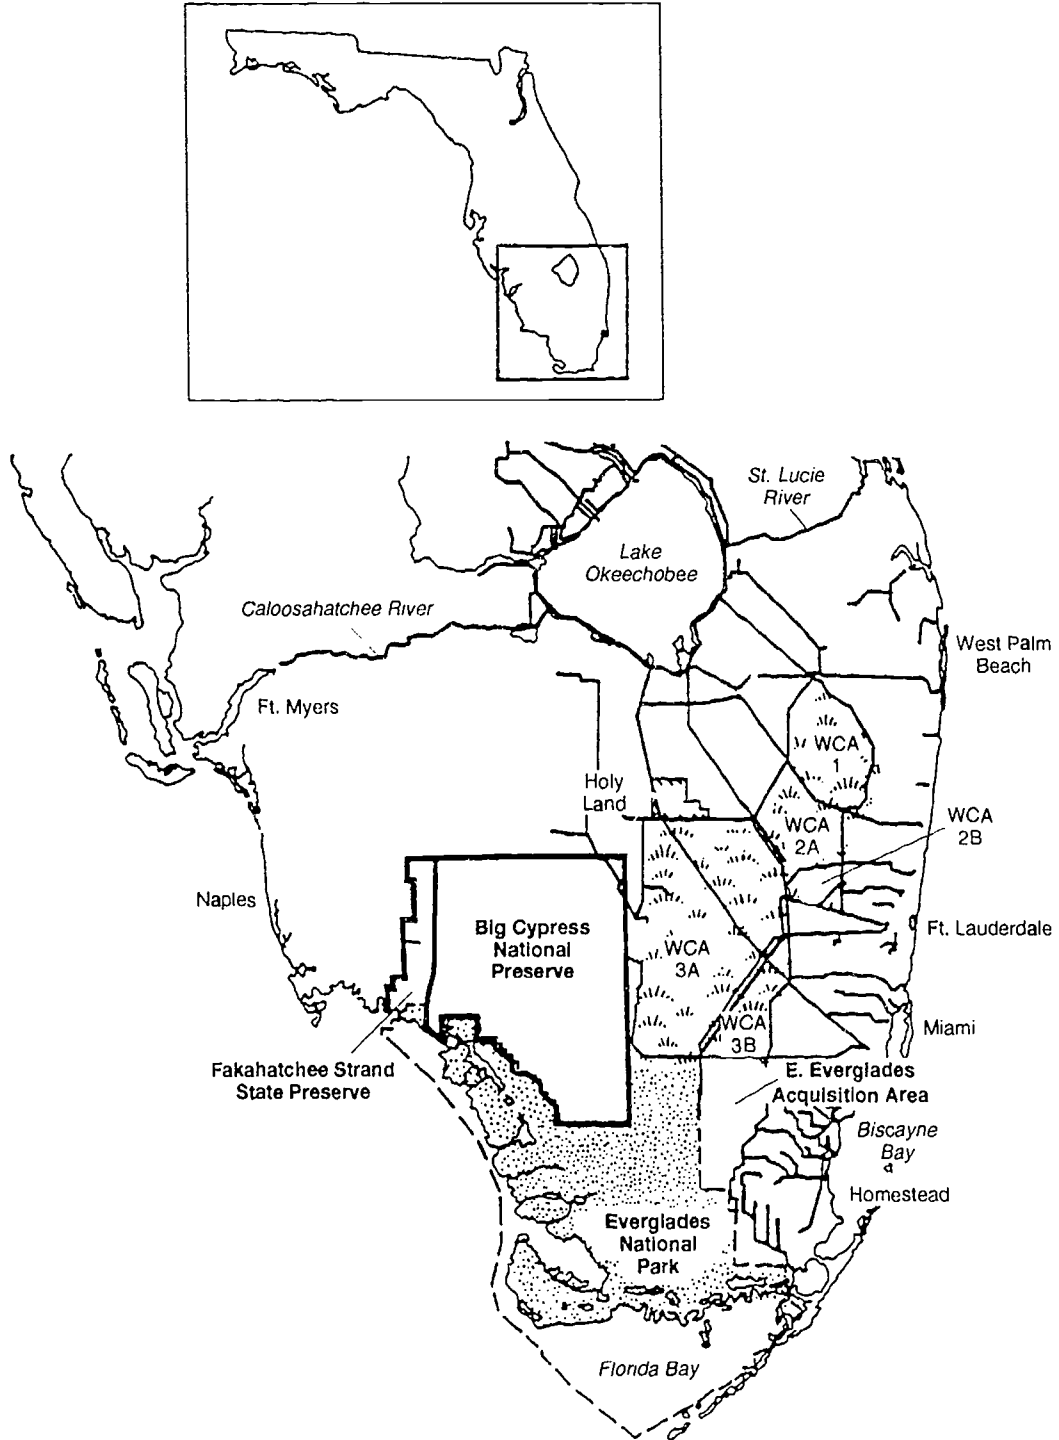 St. Lucie
River
Lake
Okeechobee
Caloosahatchee River
West Palm
Beach
Ft. Myers
WCA
1
Holy
Land
WCA
2A
WCA
2B
Naples
Big Cypress
National
Preserve
WCA
3A
Ft. Lauderdale
WCA
3B
Miami
Fakahatchee Strand
State Preserve
E. Everglades
Acquisition Area
Biscayne
Bay
Homestead
Everglades
National
Park
Florida Bay